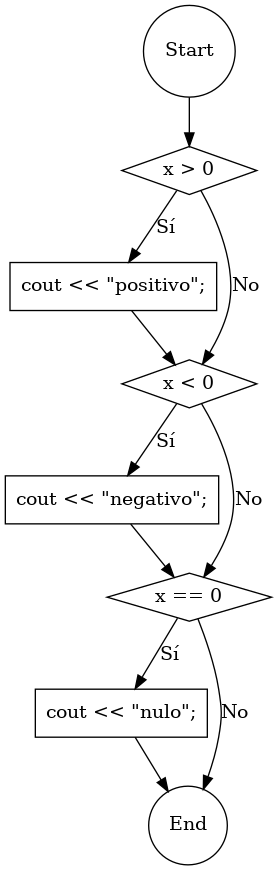 Start
x > 0
Sí
cout << "positivo";
No
x < 0
Sí
cout << "negativo";
No
x == 0
Sí
cout << "nulo";
No
End